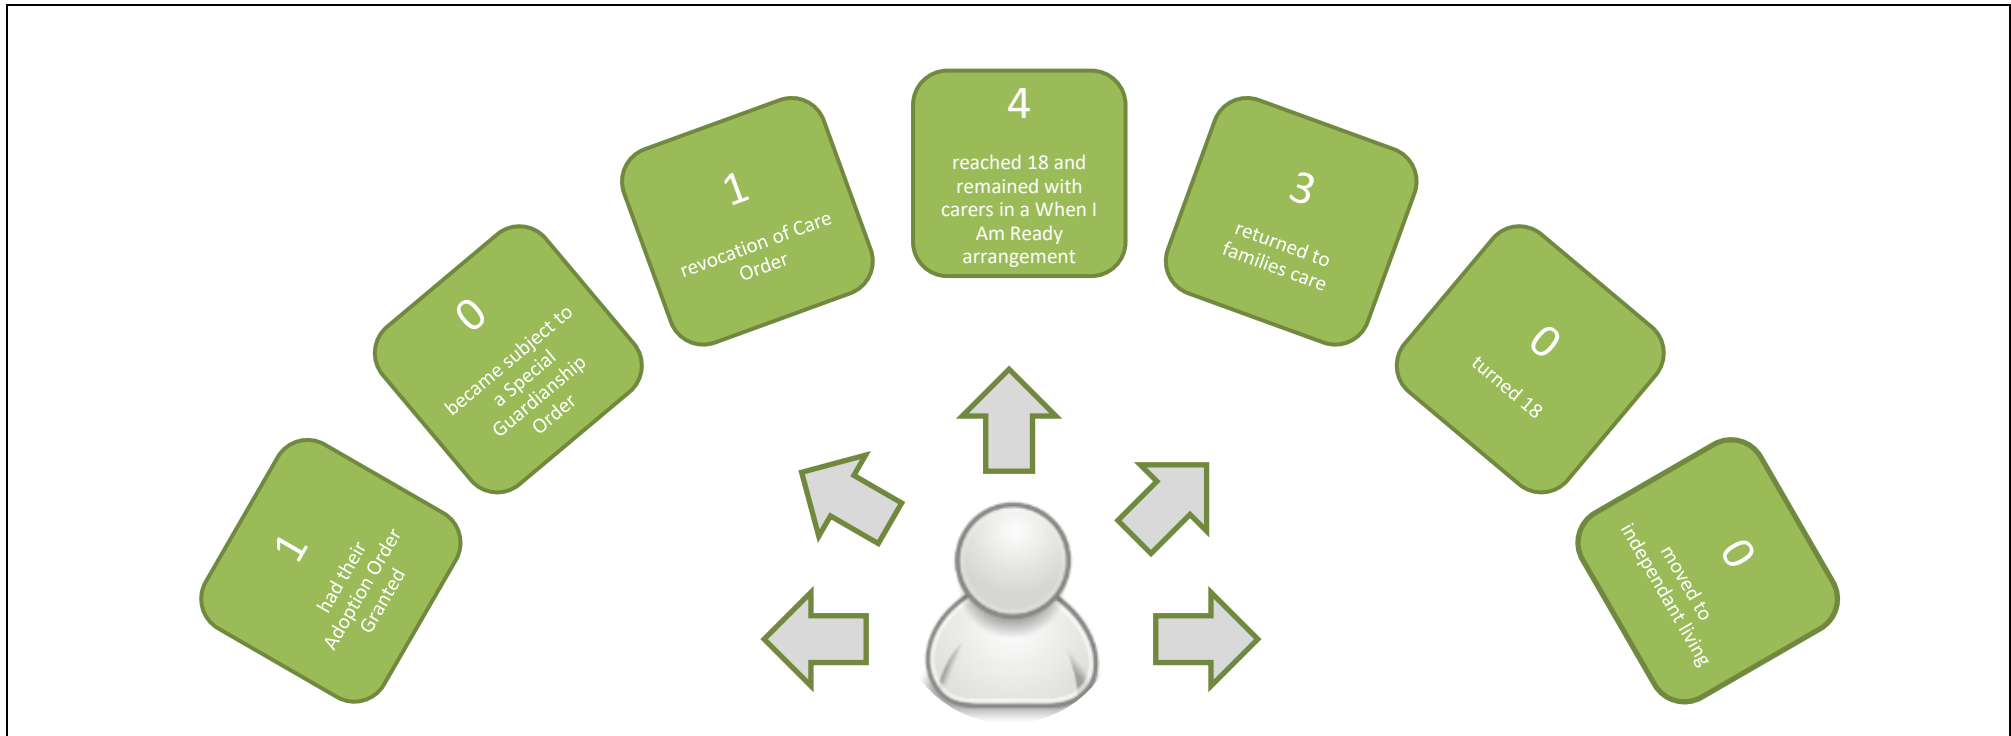 1
had their
Adoption Order
Granted
0
became subject to
a Special
Guardianship
Order
1
revocation of Care
Order
4
reached 18 and
remained with
carers in a When I
Am Ready
arrangement
3
returned to
families care
0
turned 18
0
moved to
independant living